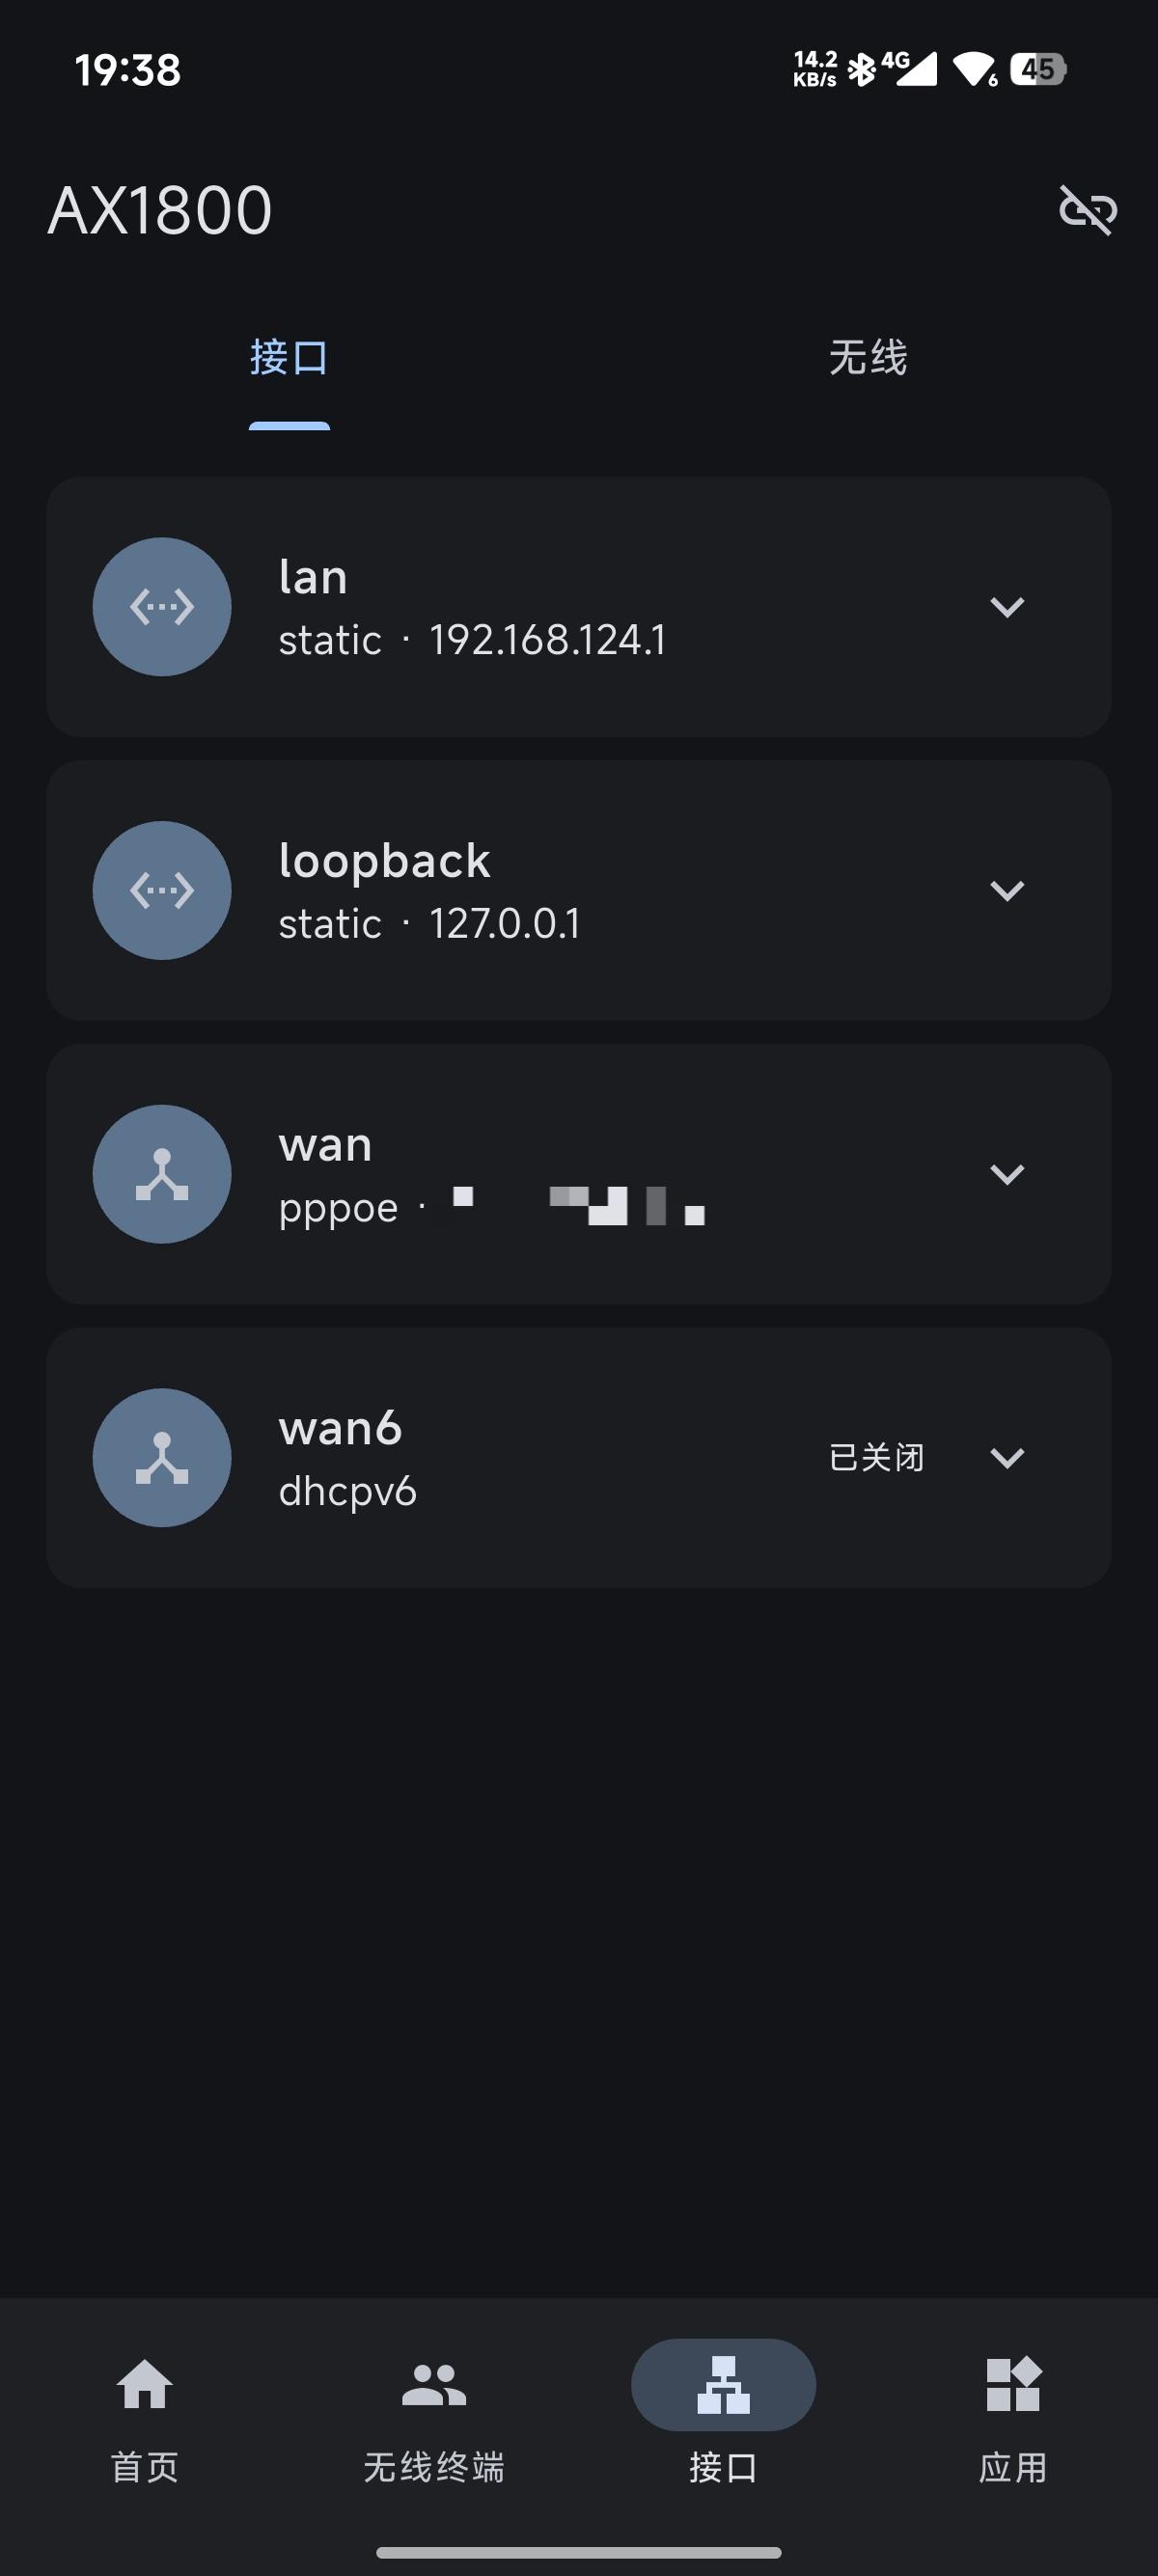 19:38
14.2
KB/s
4G
6
45
AX1800
接口
无线
lan
static · 192.168.124.1
loopback
static · 127.0.0.1
wan
pppoe ·
wan6
dhcpv6
已关闭
首页
无线终端
接口
应用